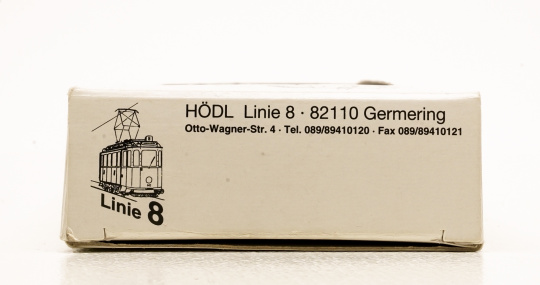 HÖDL Linie 8 · 82110 Germering
Otto-Wagner-Str. 4 · Tel. 089/89410120 · Fax 089/89410121
Linie 8